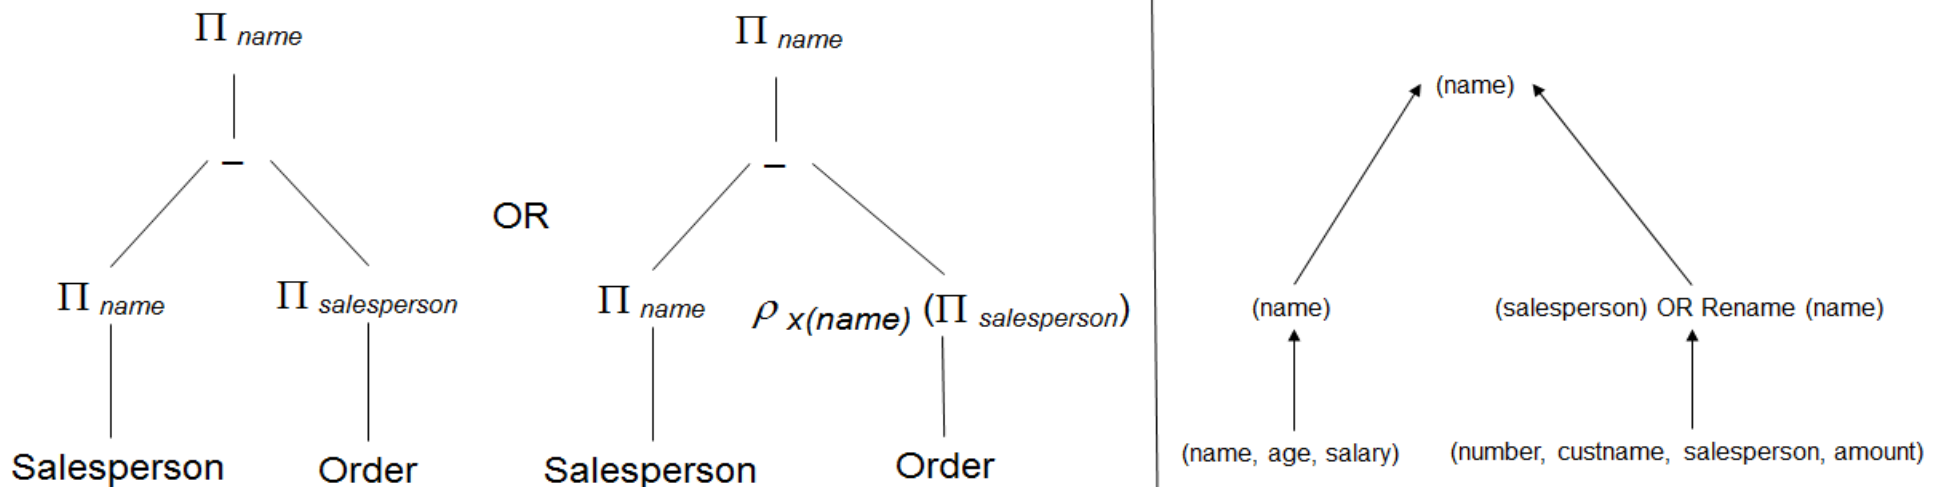 Π name
Π name
–
–
OR
Π name
Π salesperson
Π name
ρ x(name) (Π salesperson)
Salesperson
Order
Salesperson
Order
(name)
(name)
(salesperson) OR Rename (name)
(name, age, salary)
(number, custname, salesperson, amount)